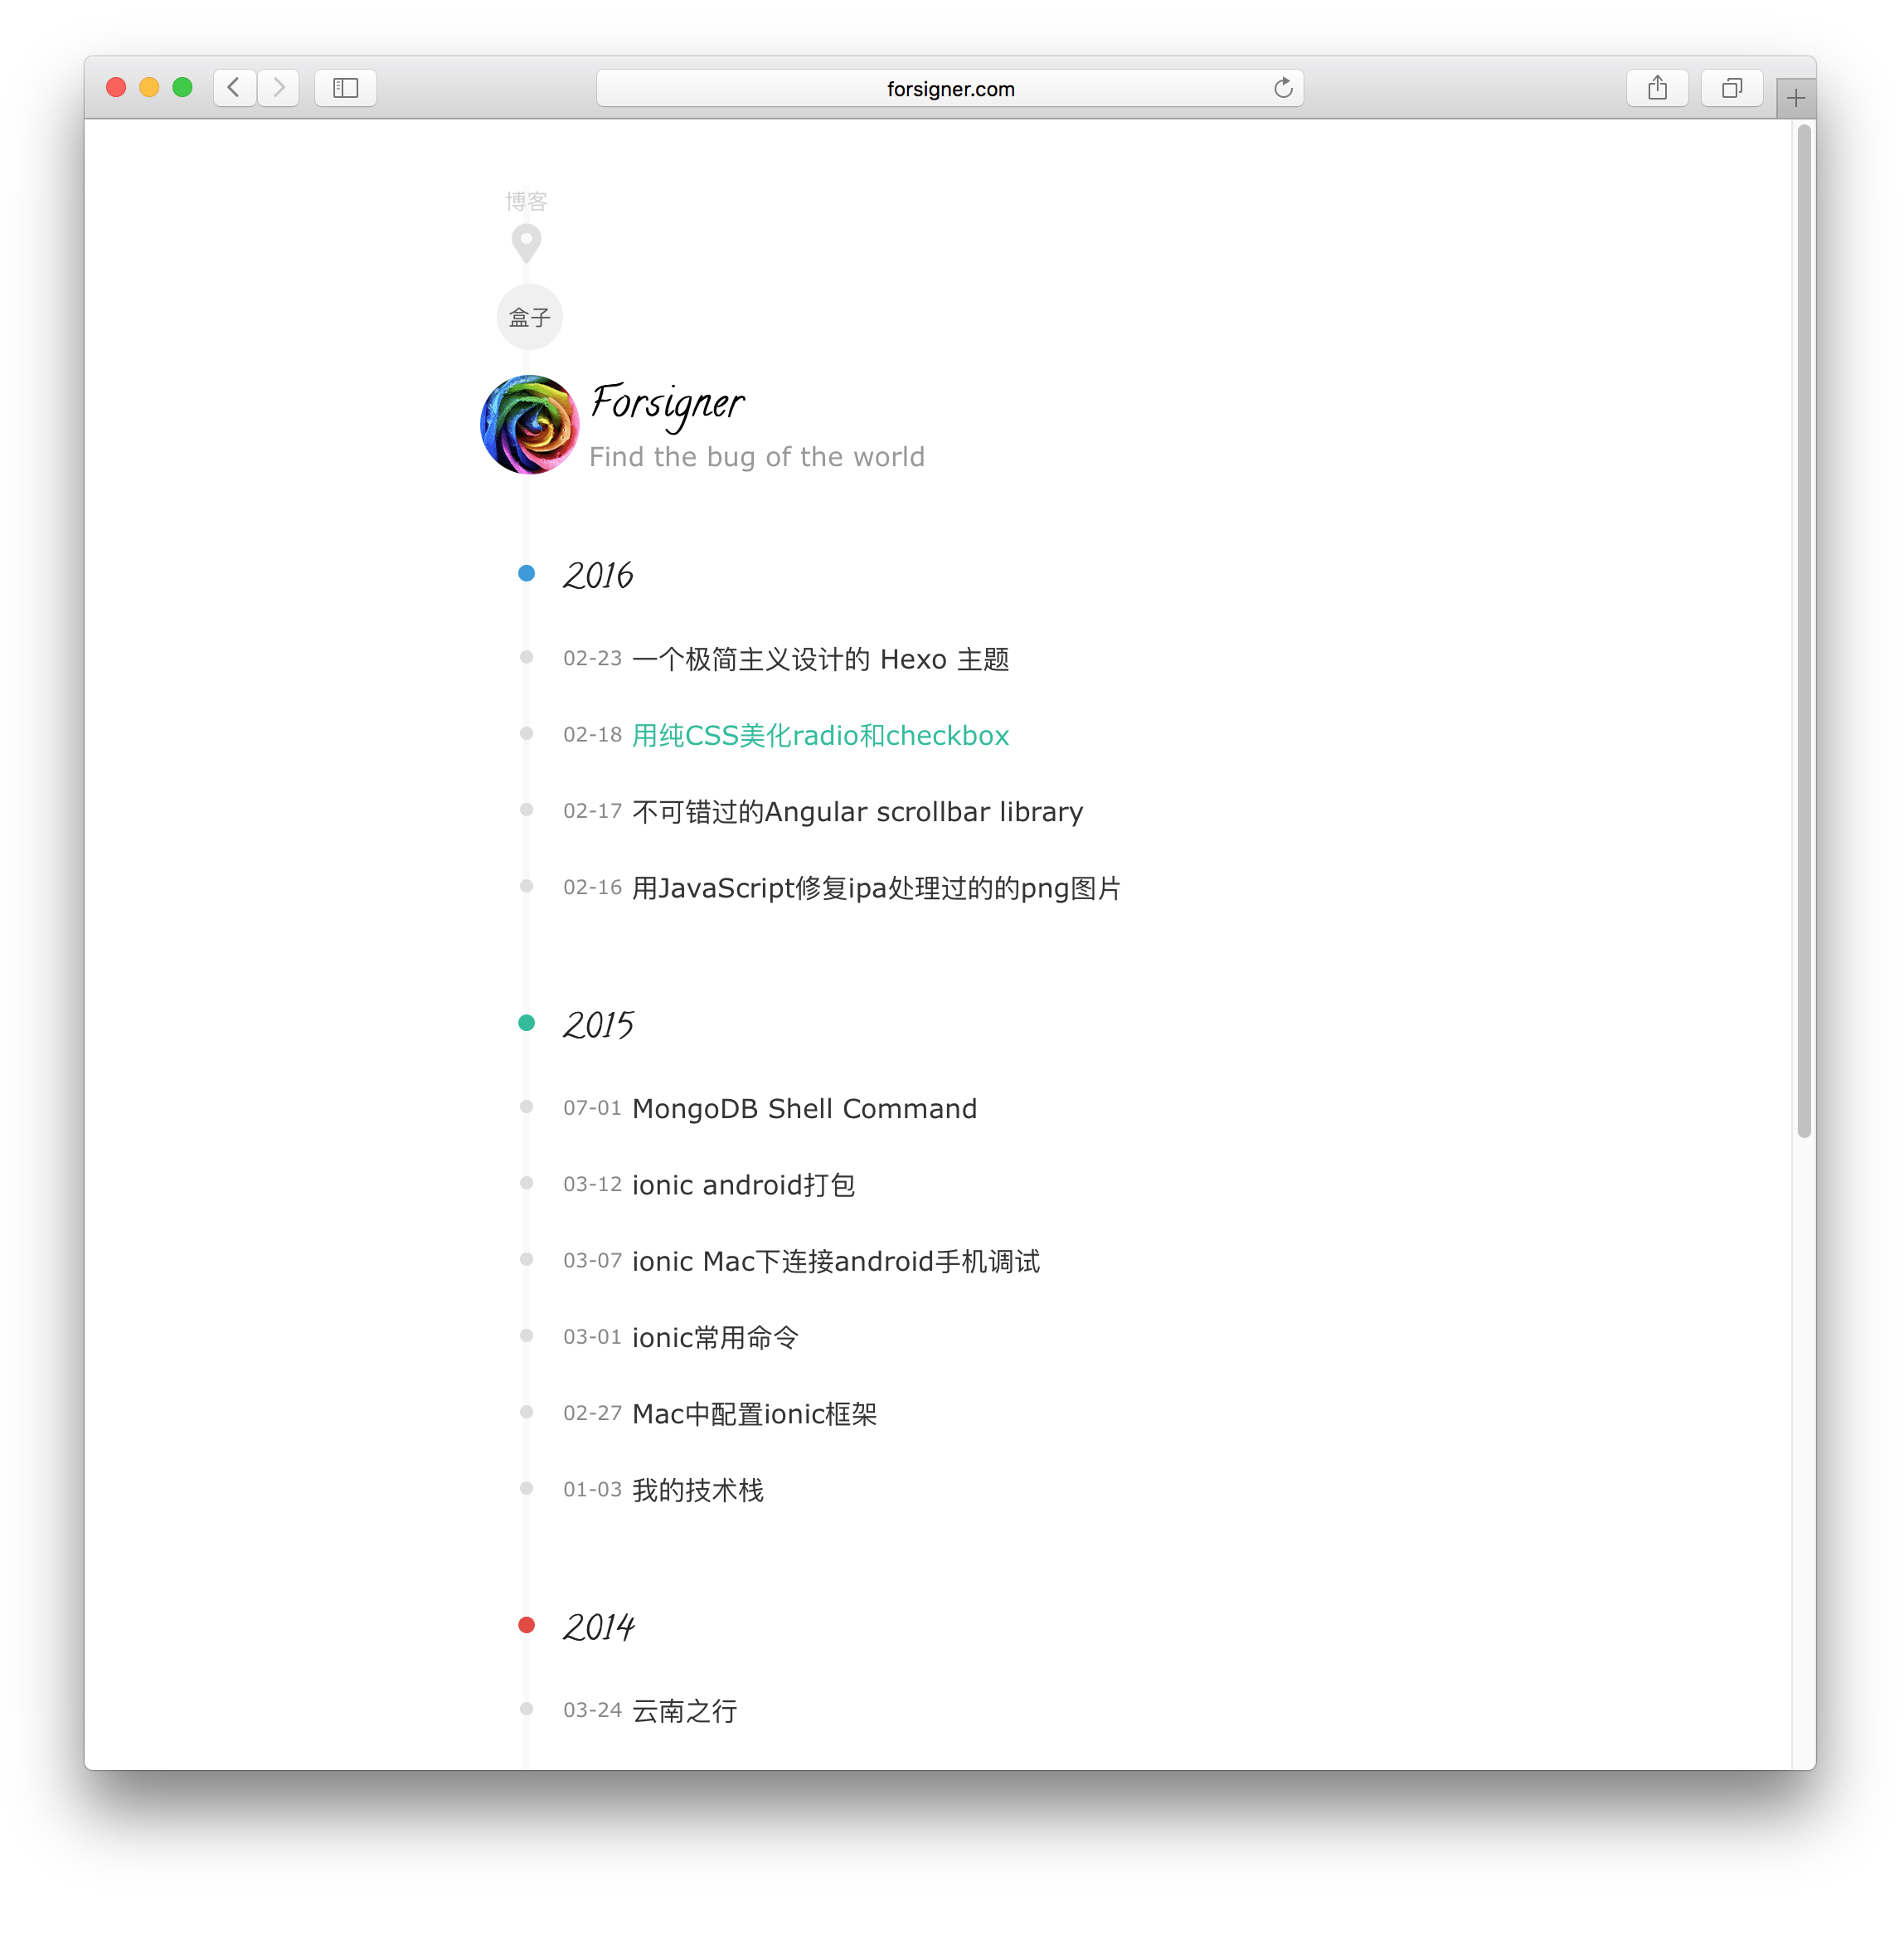 forsigner.com
博客
盒子
Forsigner
Find the bug of the world
2016
02-23 一个极简主义设计的 Hexo 主题
02-18 用纯CSS美化radio和checkbox
02-17 不可错过的Angular scrollbar library
02-16 用JavaScript修复ipa处理过的的png图片
2015
07-01 MongoDB Shell Command
03-12 ionic android打包
03-07 ionic Mac下连接android手机调试
03-01 ionic常用命令
02-27 Mac中配置ionic框架
01-03 我的技术栈
2014
03-24 云南之行